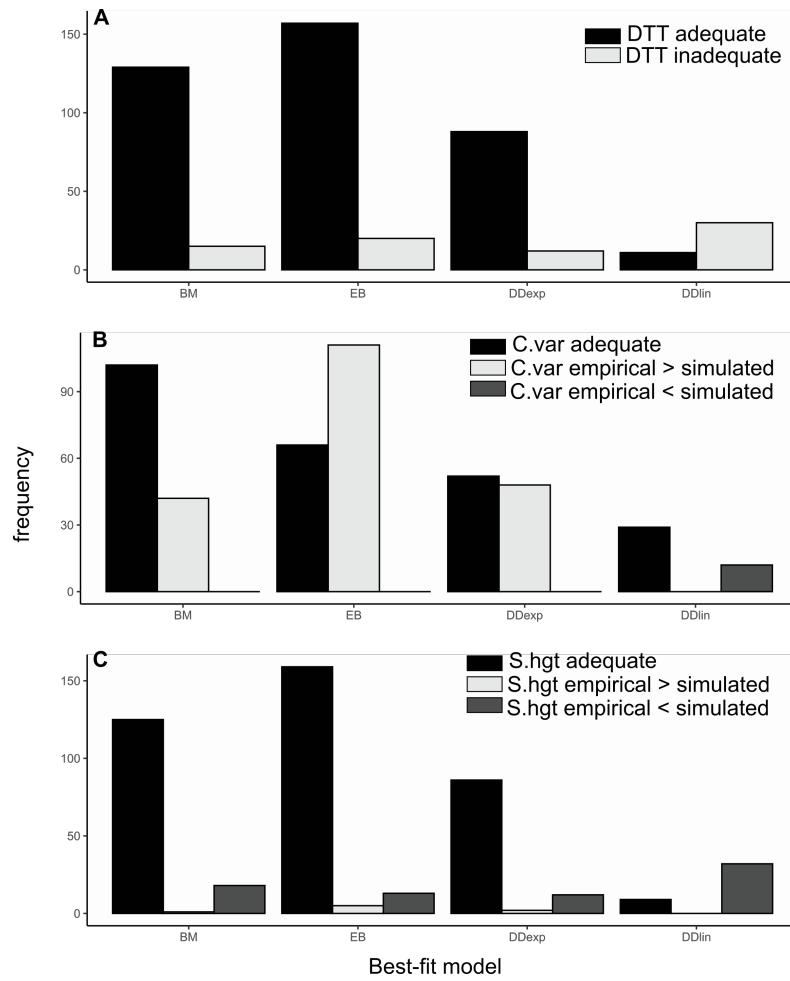 A
DTT adequate
DTT inadequate
150
100
50
0
BM EB DDexp DDlin
B
C.var adequate
C.var empirical > simulated
C.var empirical < simulated
90
60
30
0
BM EB DDexp DDlin
frequency
C
S.hgt adequate
S.hgt empirical > simulated
S.hgt empirical < simulated
150
100
50
0
BM EB DDexp DDlin
Best-fit model